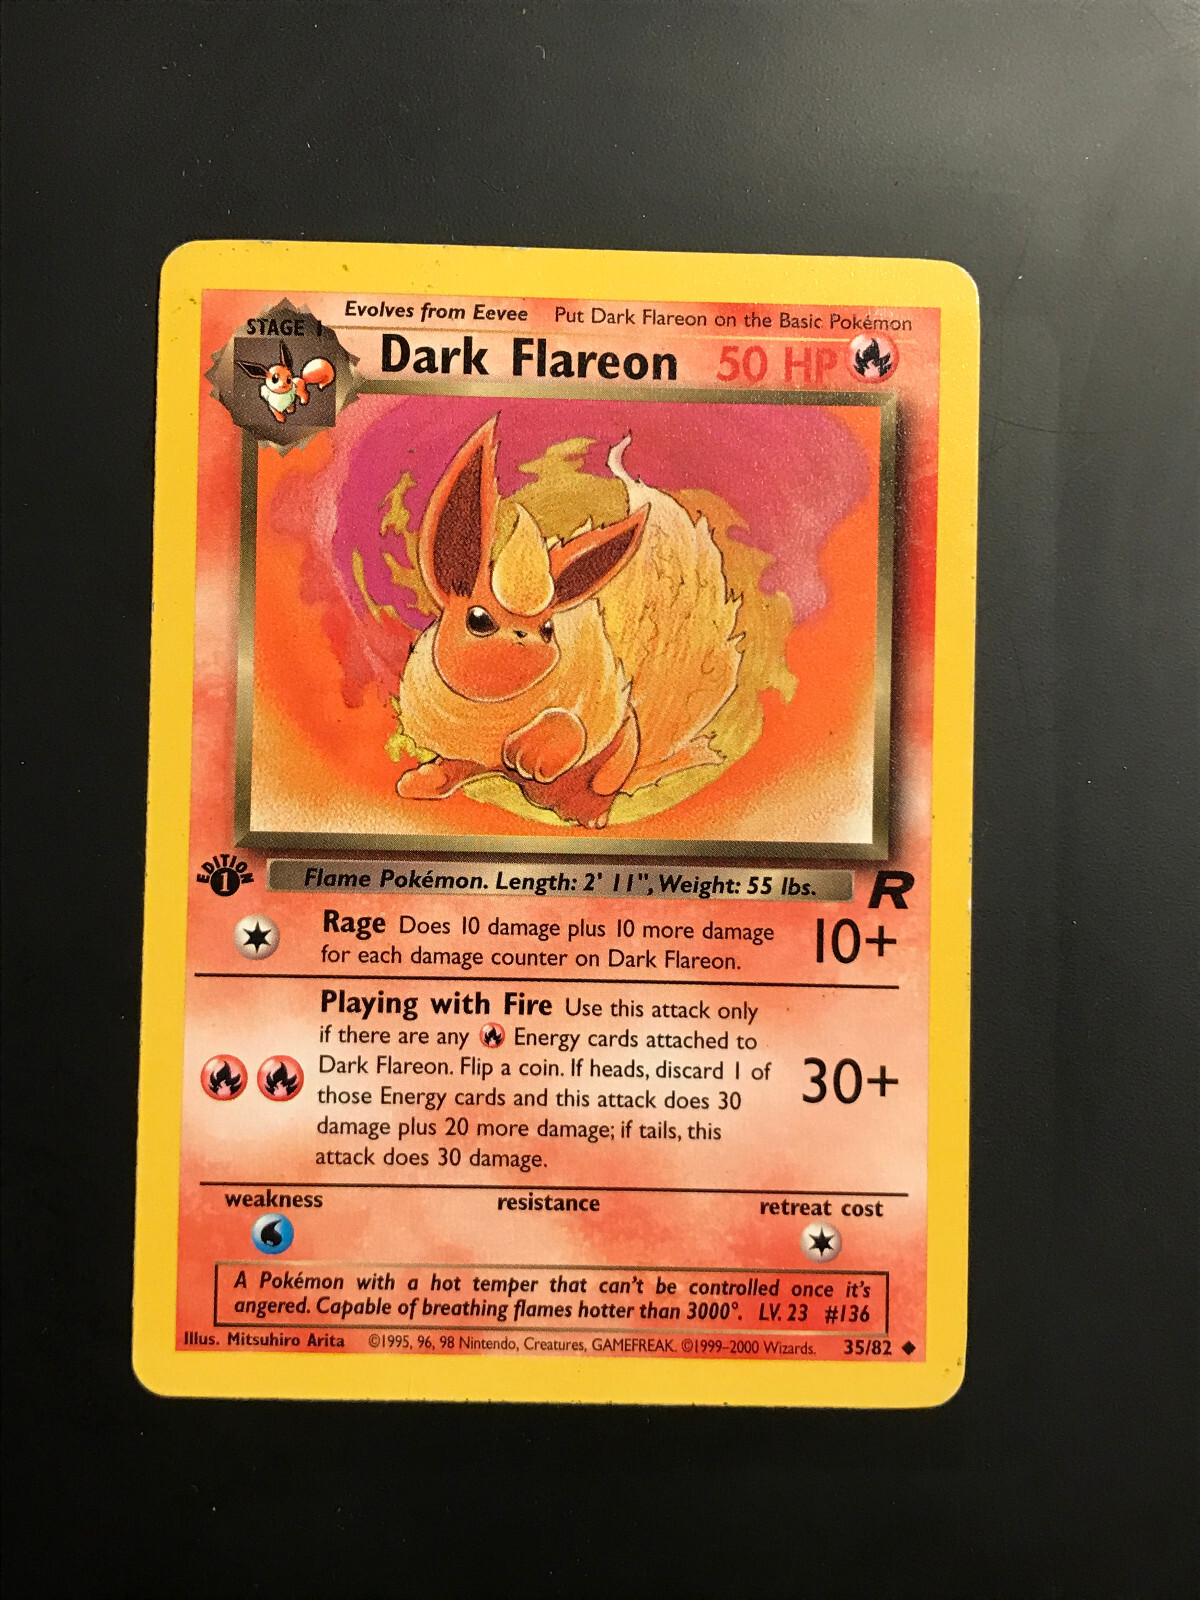 Evolves from Eevee Put Dark Flareon on the Basic Pokémon
STAGE 1
Dark Flareon 50 HP
EDITION
1
Flame Pokémon. Length: 2' 11", Weight: 55 lbs.
R
Rage Does 10 damage plus 10 more damage
for each damage counter on Dark Flareon.
10+
Playing with Fire Use this attack only
if there are any Energy cards attached to
Dark Flareon. Flip a coin. If heads, discard 1 of
those Energy cards and this attack does 30
damage plus 20 more damage; if tails, this
attack does 30 damage.
30+
weakness resistance retreat cost
A Pokémon with a hot temper that can't be controlled once it's
angered. Capable of breathing flames hotter than 3000°. LV. 23 #136
Illus. Mitsuhiro Arita ©1995, 96, 98 Nintendo, Creatures, GAMEFREAK. ©1999-2000 Wizards. 35/82